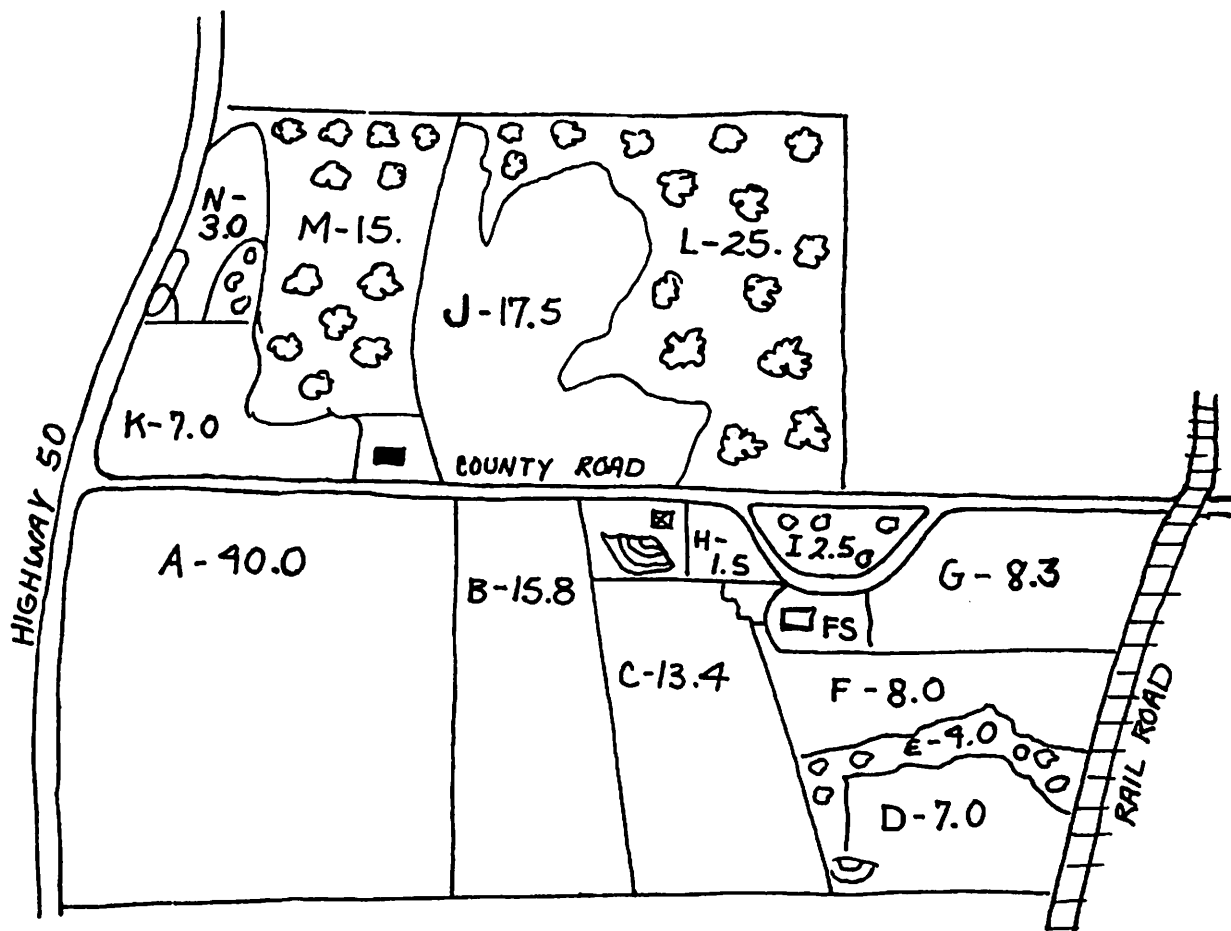 N-
3.0
M-15.
L-25.
J-17.5
K-7.0
HIGHWAY 50
COUNTY ROAD
A-40.0
B-15.8
H-
1.5
I 2.5
G-8.3
FS
C-13.4
F-8.0
E-4.0
D-7.0
RAIL ROAD